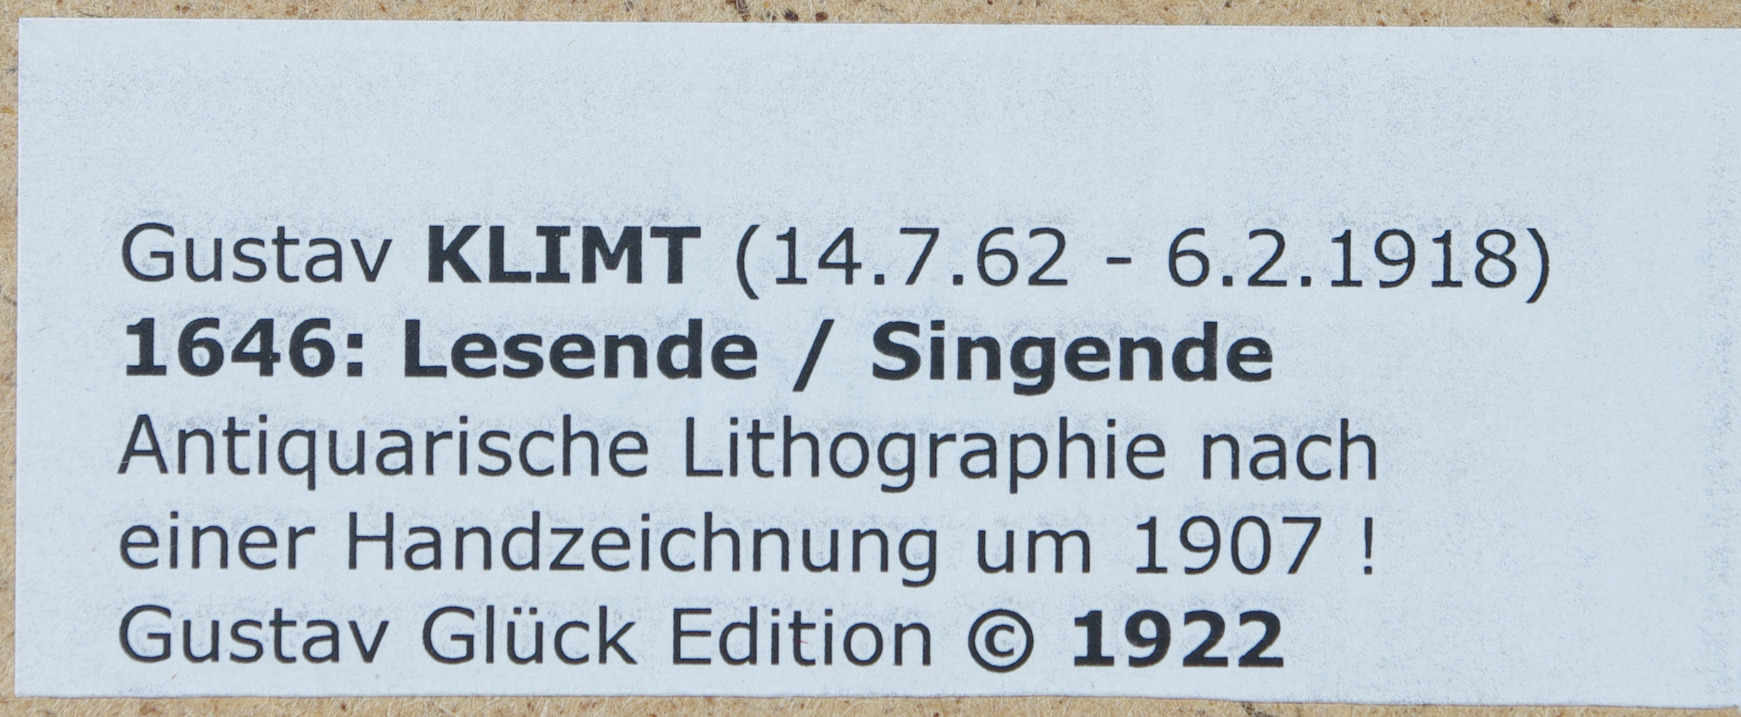 Gustav KLIMT (14.7.62 - 6.2.1918)
1646: Lesende / Singende
Antiquarische Lithographie nach
einer Handzeichnung um 1907 !
Gustav Glück Edition © 1922